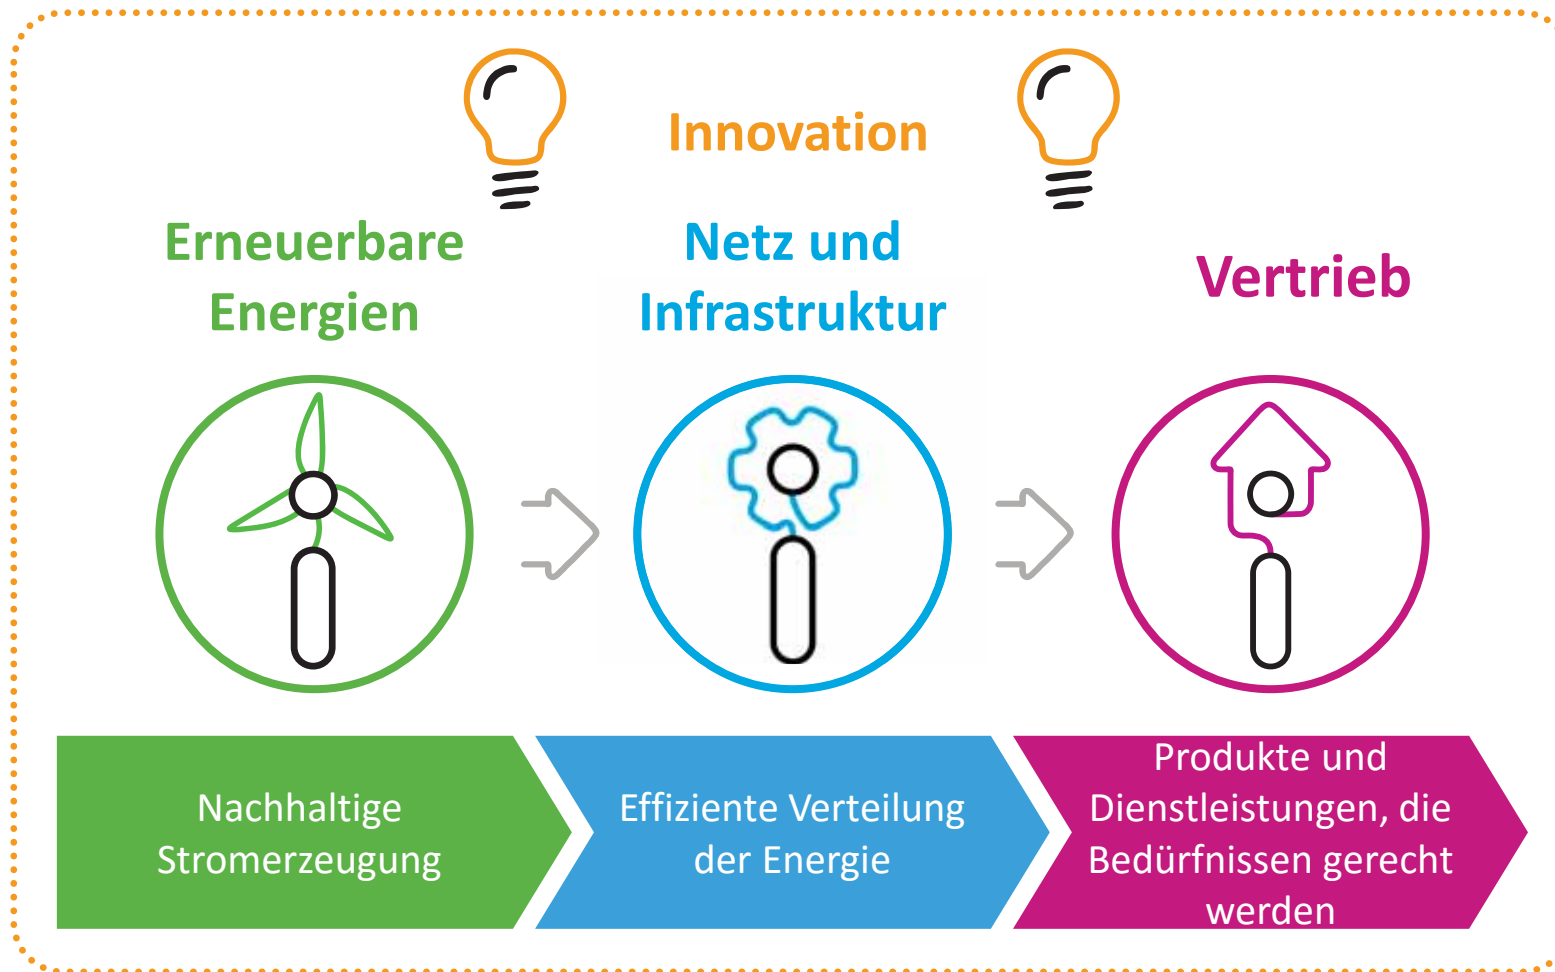 Innovation
Erneuerbare
Energien
Netz und
Infrastruktur
Vertrieb
Nachhaltige
Stromerzeugung
Effiziente Verteilung
der Energie
Produkte und
Dienstleistungen, die
Bedürfnissen gerecht
werden